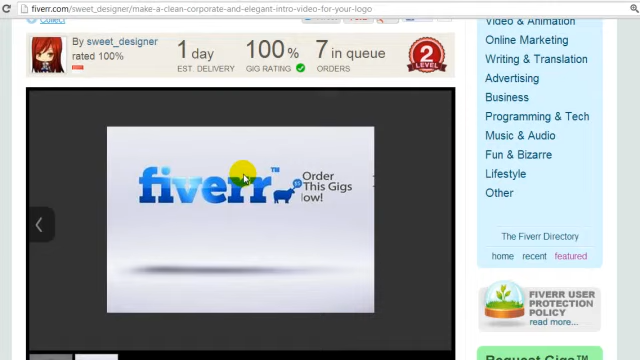 fiverr.com/sweet_designer/make-a-clean-corporate-and-elegant-intro-video-for-your-logo
Collect
By sweet_designer
rated 100%
1 day
EST. DELIVERY
100%
GIG RATING
7 in queue
ORDERS
2
LEVEL
fiverr™
$5
Order
This Gigs
low!
Video & Animation
Online Marketing
Writing & Translation
Advertising
Business
Programming & Tech
Music & Audio
Fun & Bizarre
Lifestyle
Other
The Fiverr Directory
home recent featured
FIVERR USER
PROTECTION
POLICY
read more...
Request Gigs™